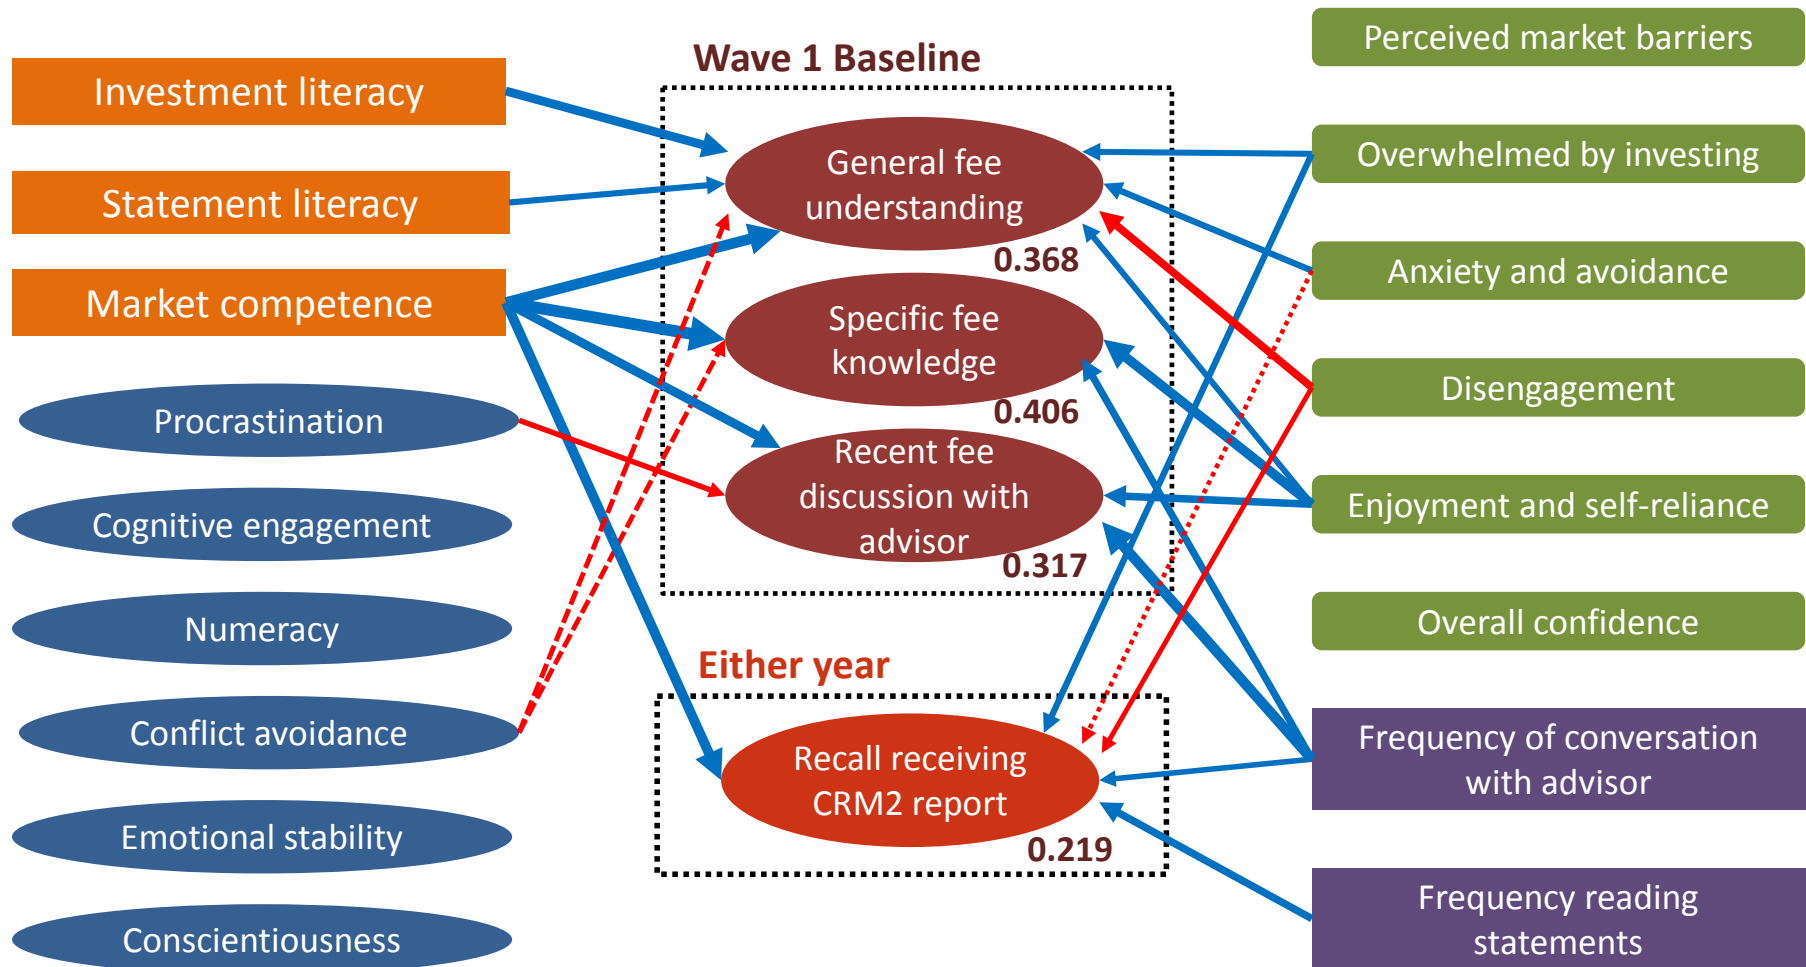 Investment literacy
Statement literacy
Market competence
Procrastination
Cognitive engagement
Numeracy
Conflict avoidance
Emotional stability
Conscientiousness
Wave 1 Baseline
General fee
understanding
0.368
Specific fee
knowledge
0.406
Recent fee
discussion with
advisor
0.317
Either year
Recall receiving
CRM2 report
0.219
Perceived market barriers
Overwhelmed by investing
Anxiety and avoidance
Disengagement
Enjoyment and self-reliance
Overall confidence
Frequency of conversation
with advisor
Frequency reading
statements